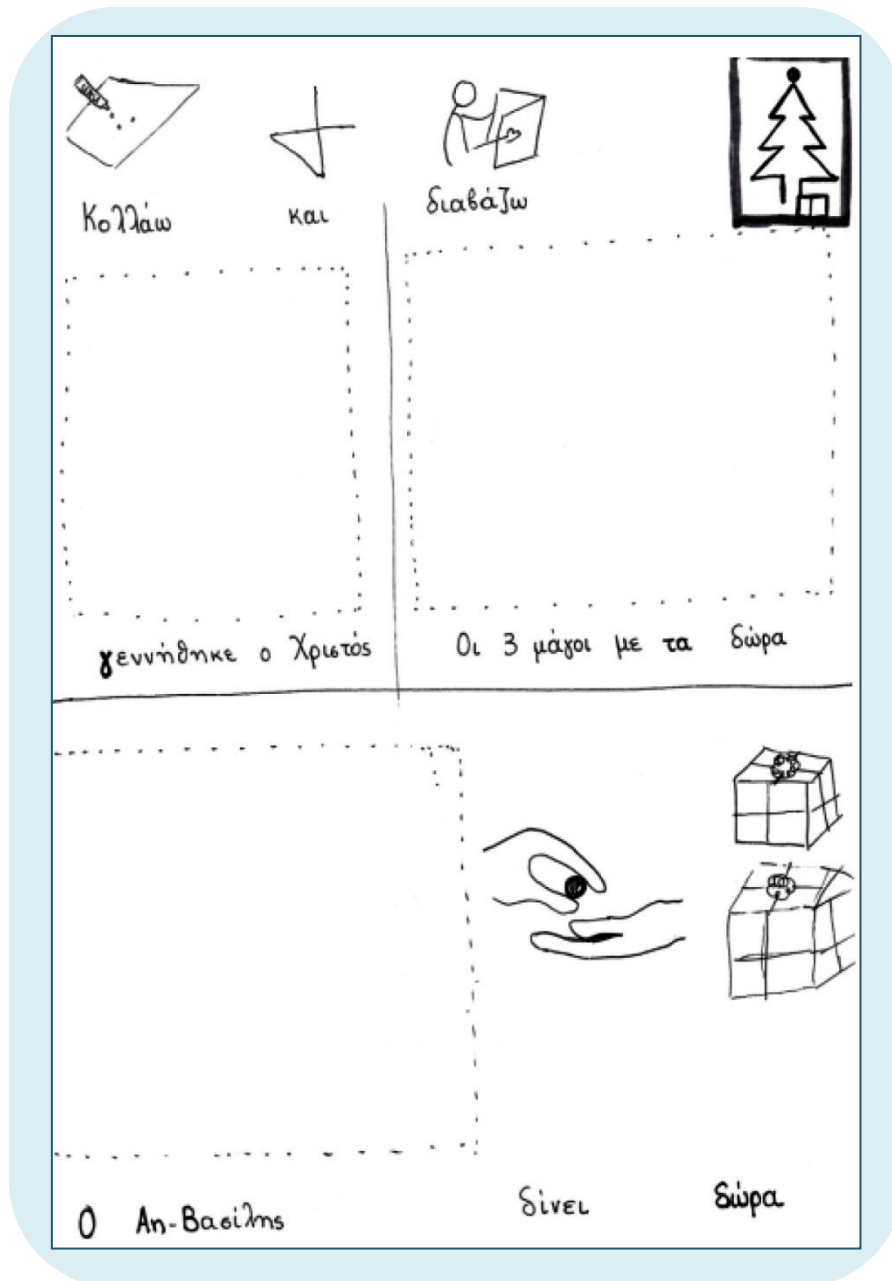 Κολλάω και διαβάζω
γεννήθηκε ο Χριστός
Οι 3 μάγοι με τα δώρα
Ο Αη-Βασίλης δίνει δώρα